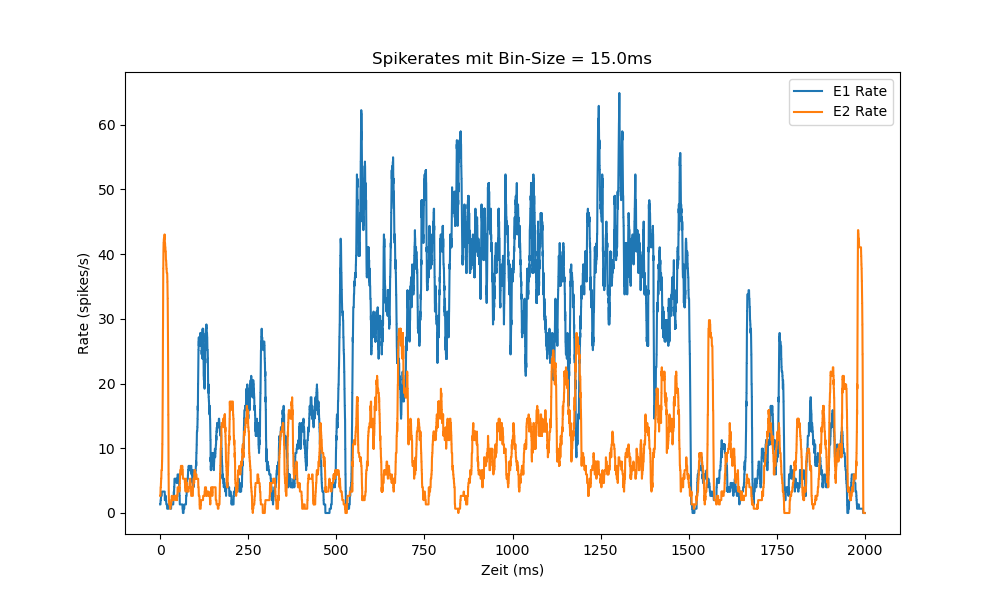 Spikerates mit Bin-Size = 15.0ms
E1 Rate
E2 Rate
Rate (spikes/s)
60
50
40
30
20
10
0
0 250 500 750 1000 1250 1500 1750 2000
Zeit (ms)